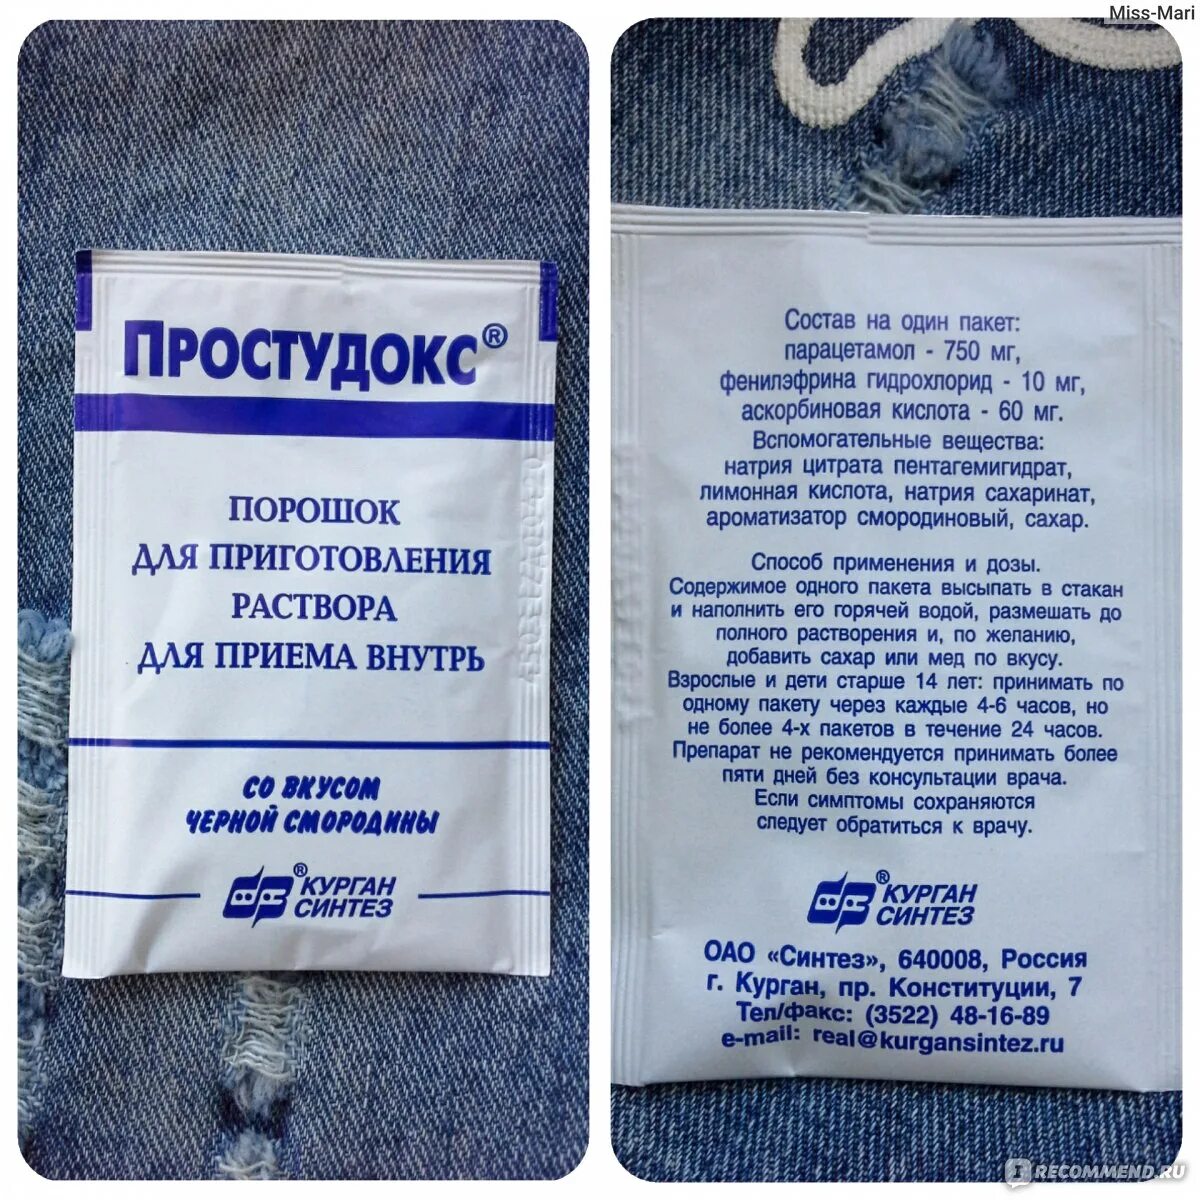 Miss-Mari
ПРОСТУДОКС®
ПОРОШОК
ДЛЯ ПРИГОТОВЛЕНИЯ
РАСТВОРА
ДЛЯ ПРИЕМА ВНУТРЬ
СО ВКУСОМ
ЧЕРНОЙ СМОРОДИНЫ
® КУРГАН
СИНТЕЗ
Состав на один пакет:
парацетамол - 750 мг,
фенилэфрина гидрохлорид - 10 мг,
аскорбиновая кислота - 60 мг.
Вспомогательные вещества:
натрия цитрата пентагемигидрат,
лимонная кислота, натрия сахаринат,
ароматизатор смородиновый, сахар.
Способ применения и дозы.
Содержимое одного пакета высыпать в стакан
и наполнить его горячей водой, размешать до
полного растворения и, по желанию,
добавить сахар или мед по вкусу.
Взрослые и дети старше 14 лет: принимать по
одному пакету через каждые 4-6 часов, но
не более 4-х пакетов в течение 24 часов.
Препарат не рекомендуется принимать более
пяти дней без консультации врача.
Если симптомы сохраняются
следует обратиться к врачу.
® КУРГАН
СИНТЕЗ
ОАО «Синтез», 640008, Россия
г. Курган, пр. Конституции, 7
Тел/факс: (3522) 48-16-89
e-mail: real@kurgansintez.ru
RECOMMEND.RU